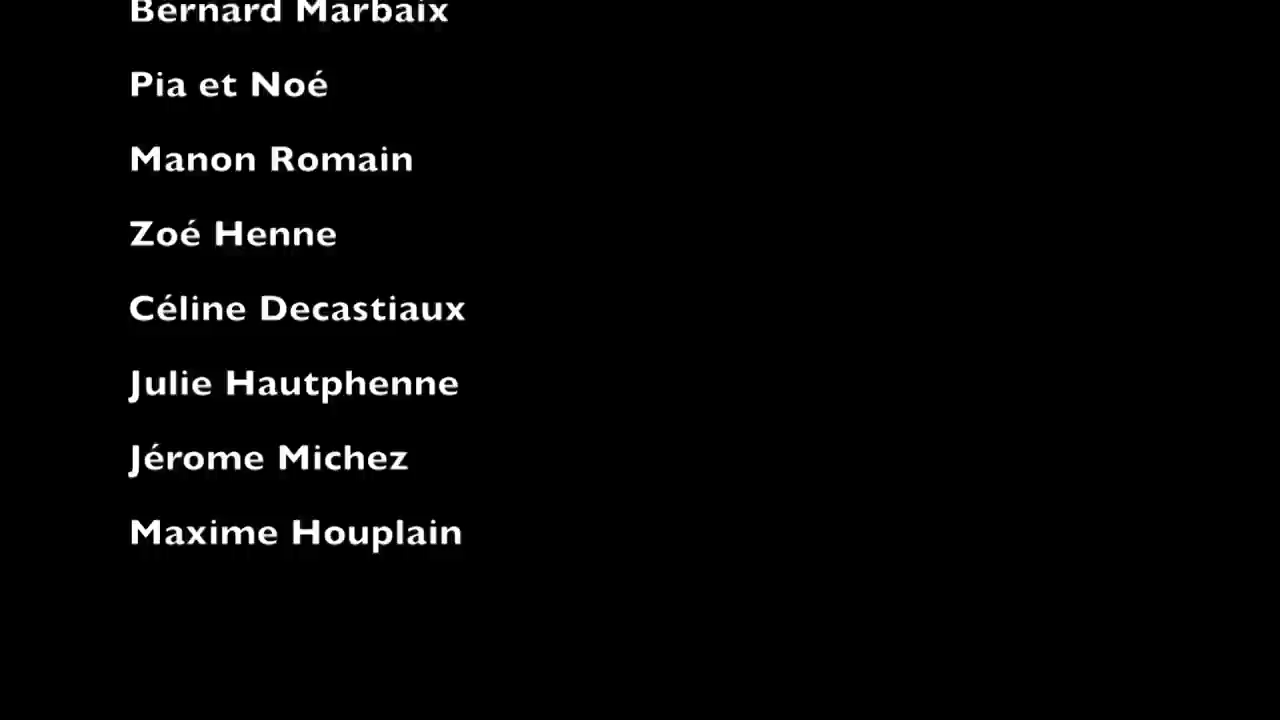 Bernard Marbaix
Pia et Noé
Manon Romain
Zoé Henne
Céline Decastiaux
Julie Hautphenne
Jérome Michez
Maxime Houplain